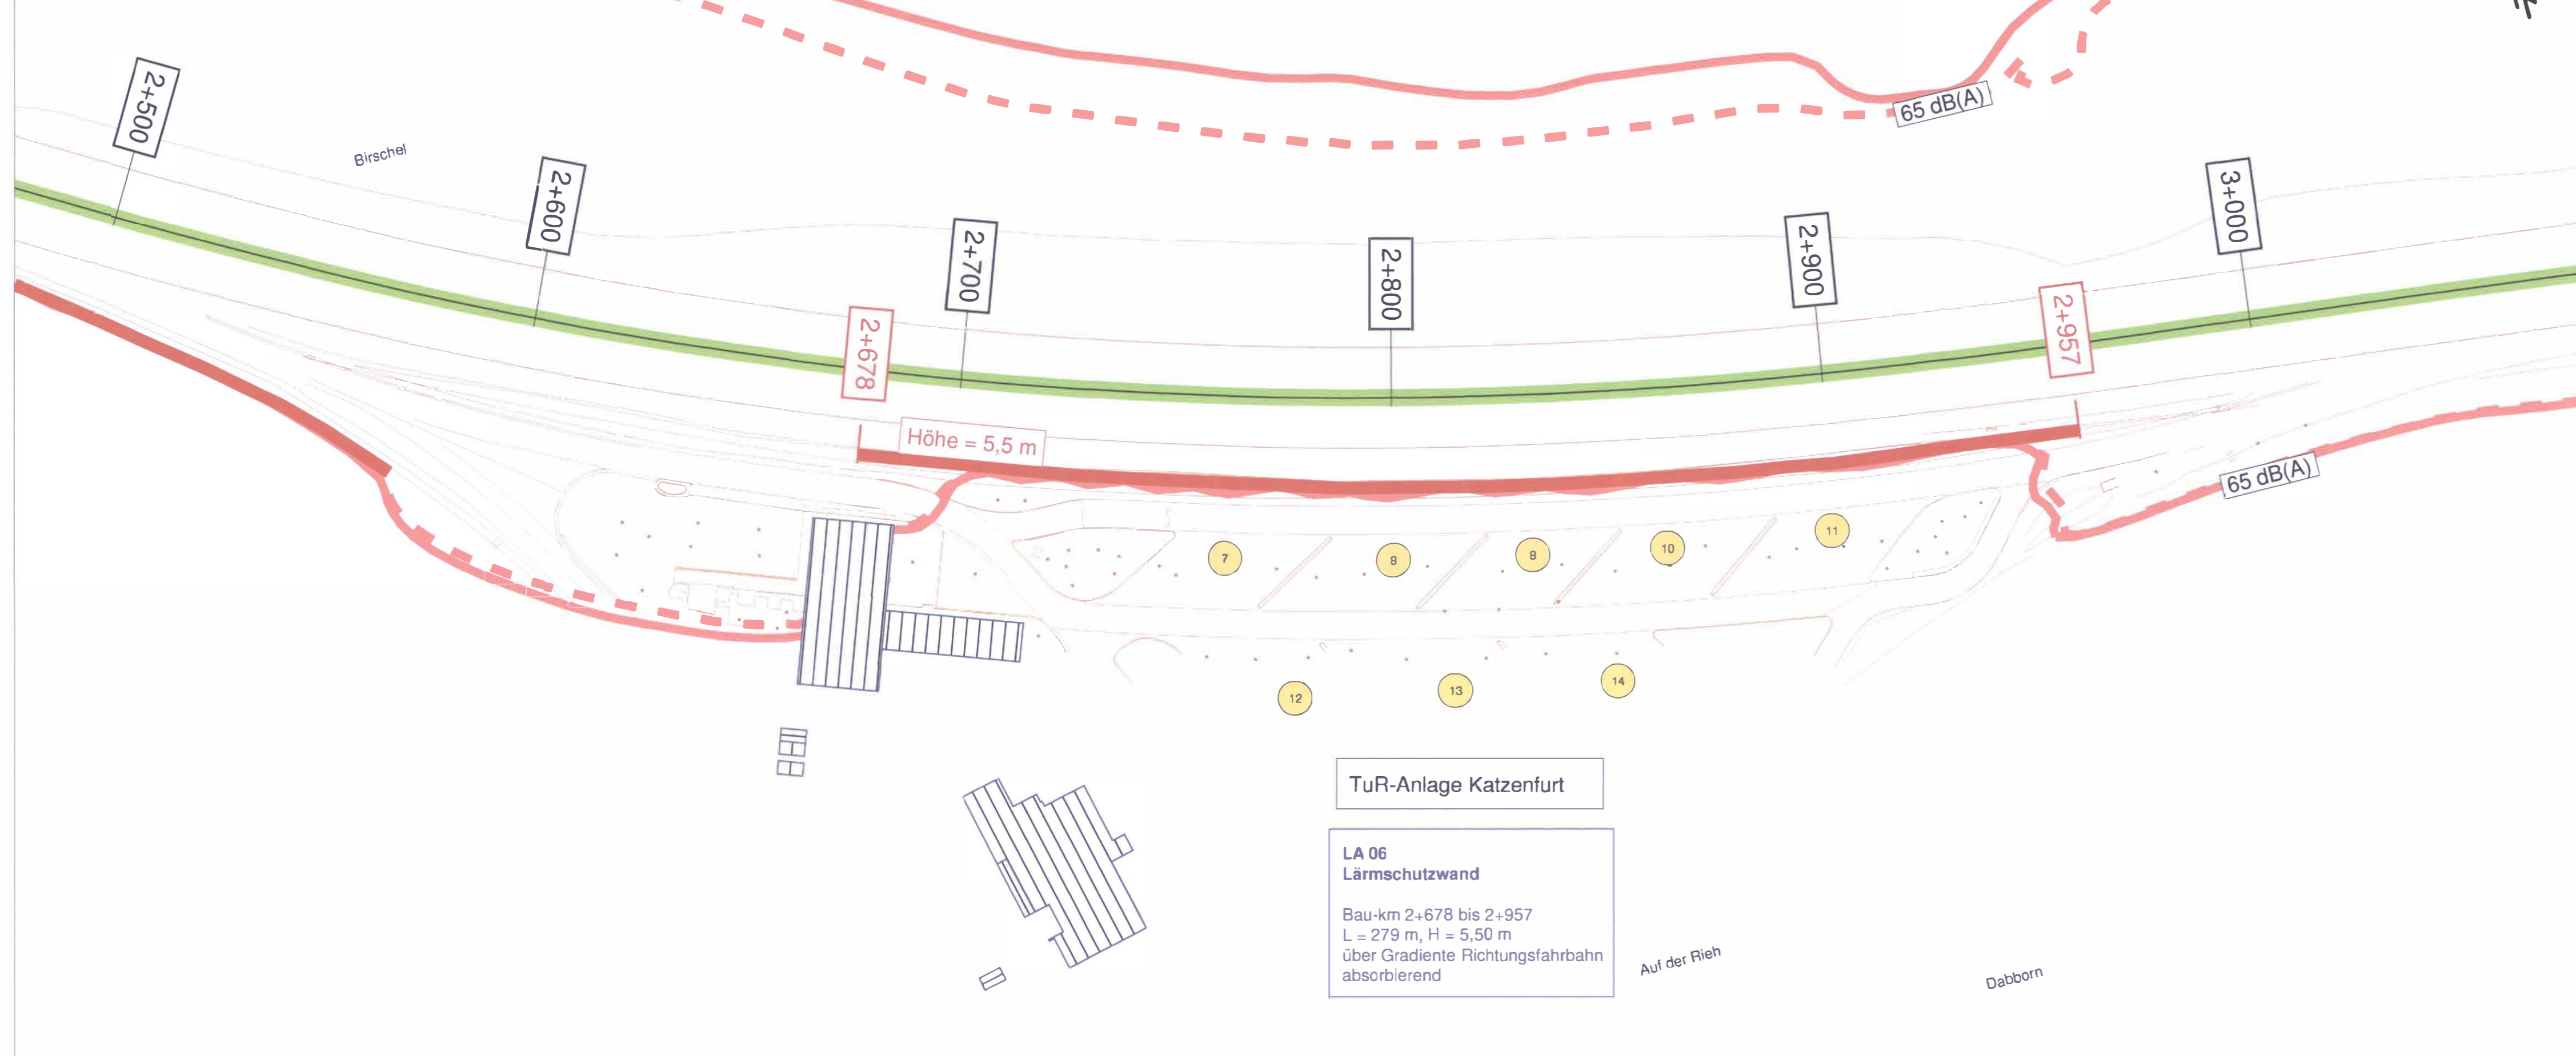 65 dB(A)
2+500
Birschel
2+600
2+700
2+800
2+900
3+000
2+678
2+957
Höhe = 5,5 m
65 dB(A)
7
8
8
10
11
12
13
14
TuR-Anlage Katzenfurt
LA 06
Lärmschutzwand
Bau-km 2+678 bis 2+957
L = 279 m, H = 5,50 m
über Gradiente Richtungsfahrbahn
absorbierend
Auf der Rieh
Dabborn